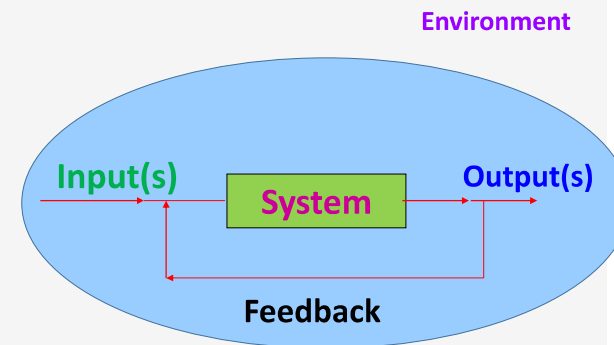 Environment
Input(s)
System
Output(s)
Feedback